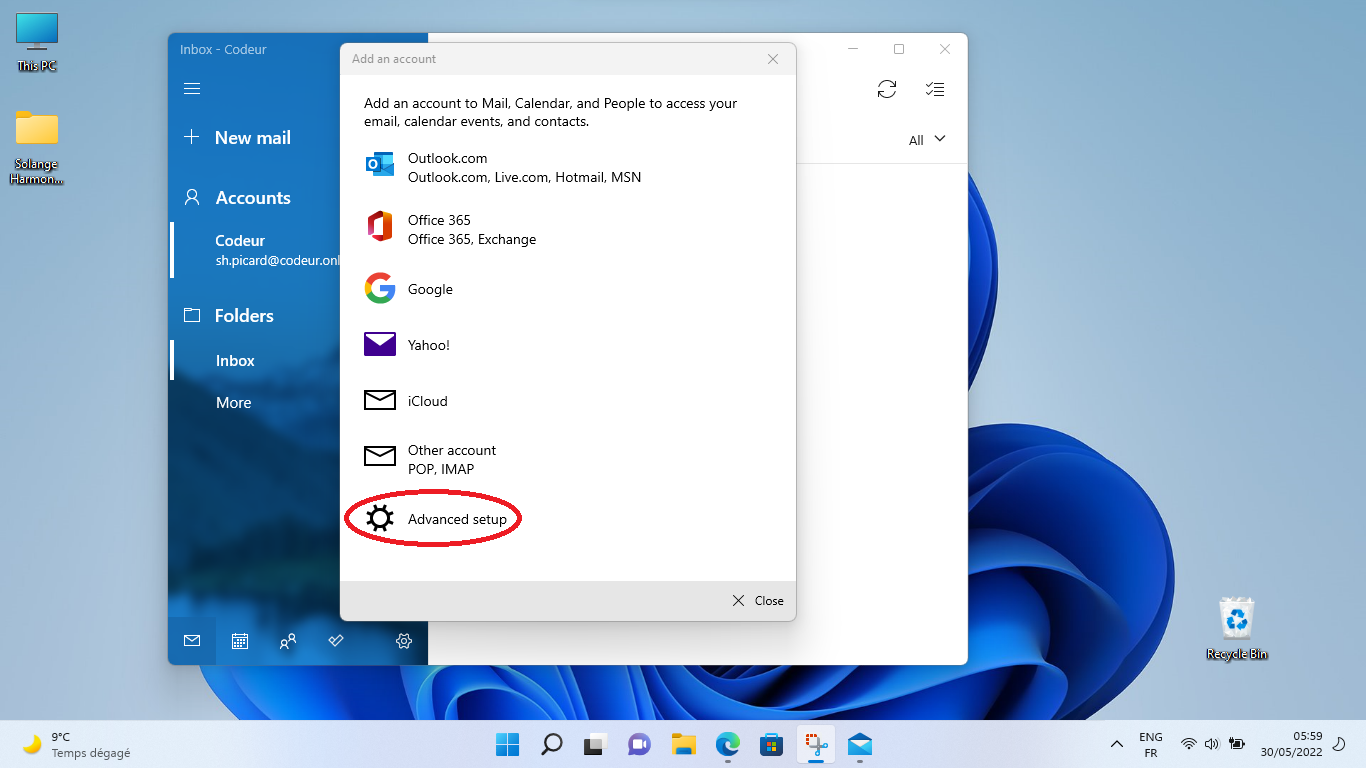 This PC
Solange
Harmon...
Inbox - Codeur
New mail
Accounts
Codeur
sh.picard@codeur.onl
Folders
Inbox
More
Add an account
Add an account to Mail, Calendar, and People to access your
email, calendar events, and contacts.
Outlook.com
Outlook.com, Live.com, Hotmail, MSN
Office 365
Office 365, Exchange
Google
Yahoo!
iCloud
Other account
POP, IMAP
Advanced setup
Close
All
Recycle Bin
9°C
Temps dégagé
ENG
FR
05:59
30/05/2022